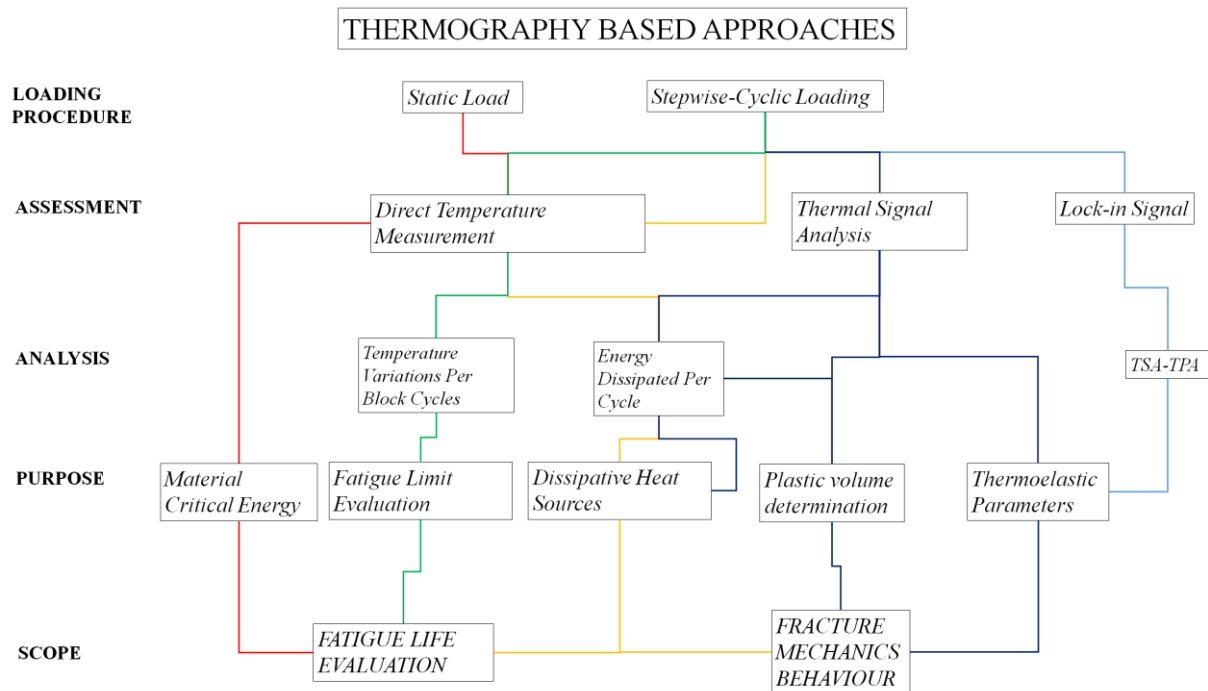 THERMOGRAPHY BASED APPROACHES
LOADING
PROCEDURE
Static Load
Stepwise-Cyclic Loading
ASSESSMENT
Direct Temperature
Measurement
Thermal Signal
Analysis
Lock-in Signal
ANALYSIS
Temperature
Variations Per
Block Cycles
Energy
Dissipated Per
Cycle
TSA-TPA
PURPOSE
Material
Critical Energy
Fatigue Limit
Evaluation
Dissipative Heat
Sources
Plastic volume
determination
Thermoelastic
Parameters
SCOPE
FATIGUE LIFE
EVALUATION
FRACTURE
MECHANICS
BEHAVIOUR